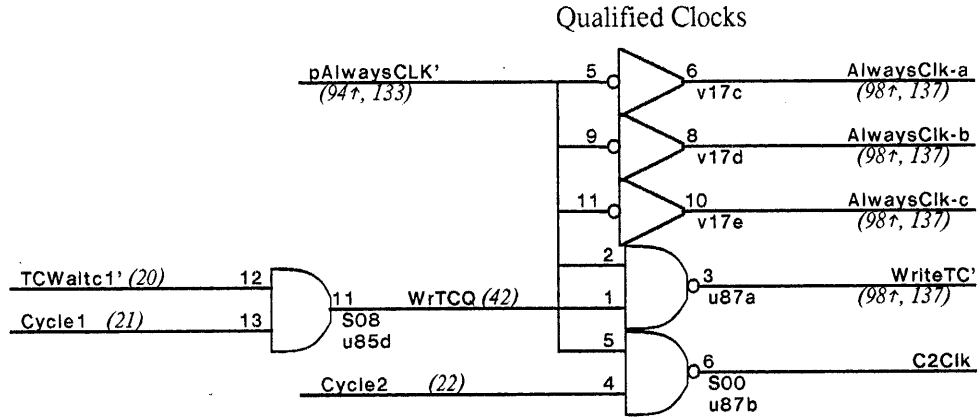 Qualified Clocks
pAlwaysCLK'
(94↑, 133)
5
6
v17c
AlwaysClk-a
(98↑, 137)
9
8
v17d
AlwaysClk-b
(98↑, 137)
11
10
v17e
AlwaysClk-c
(98↑, 137)
TCWaitc1' (20)
12
Cycle1 (21)
13
11
S08
u85d
WrTCQ (42)
2
1
3
u87a
WriteTC'
(98↑, 137)
5
Cycle2 (22)
4
6
S00
u87b
C2Clk